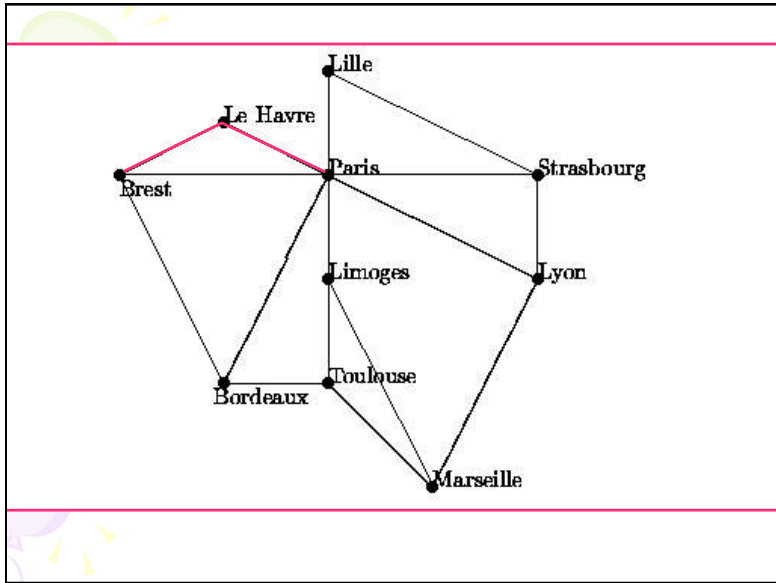 Lille
Le Havre
Paris
Strasbourg
Brest
Limoges
Lyon
Toulouse
Bordeaux
Marseille